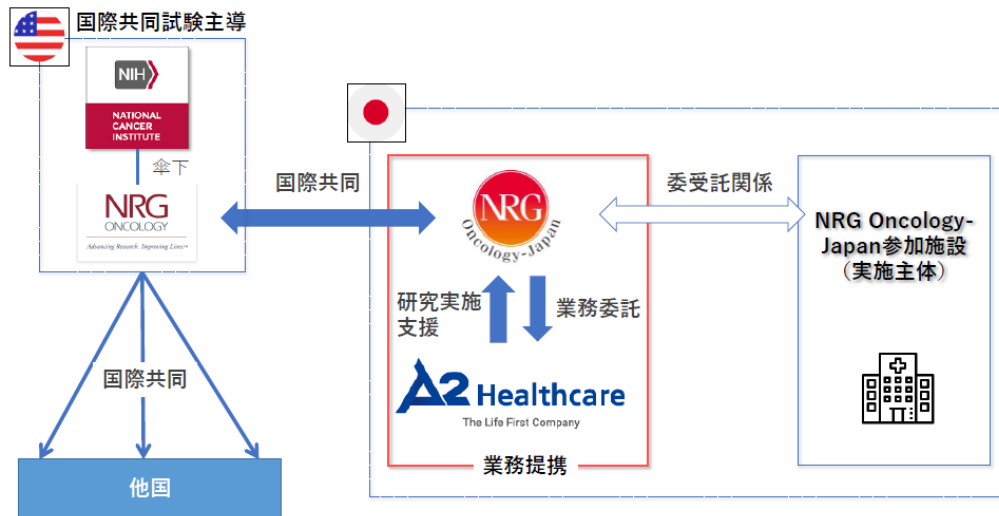 国際共同試験主導
NIH
NATIONAL
CANCER
INSTITUTE
傘下
NRG
ONCOLOGY
Advancing Research. Improving Lives.™
国際共同
他国
国際共同
NRG
Oncology-Japan
研究実施
支援
業務委託
A2 Healthcare
The Life First Company
業務提携
委受託関係
NRG Oncology-
Japan参加施設
（実施主体）